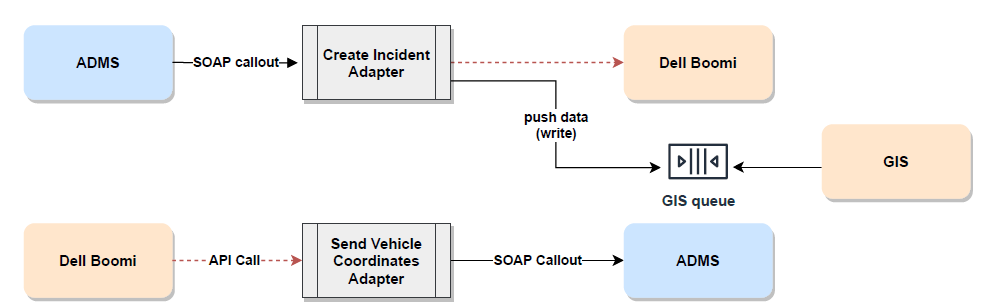 ADMS
SOAP callout
Create Incident
Adapter
Dell Boomi
push data
(write)
GIS
GIS queue
Dell Boomi
API Call
Send Vehicle
Coordinates
Adapter
SOAP Callout
ADMS